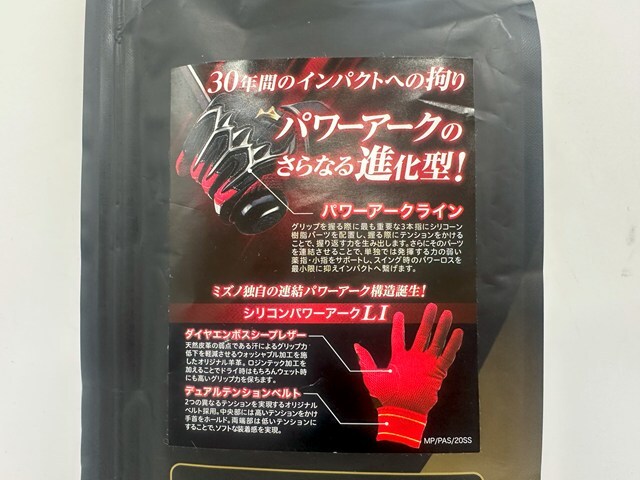 30年間のインパクトへの拘り
パワーアークの
さらなる進化型!
パワーアークライン
グリップを握る際に最も重要な3本指にシリコーン
樹脂パーツを配置し、握る際にテンションをかける
ことで、握り返す力を生み出します。さらにそのパーツ
を連結させることで、単独では発揮する力の弱い
薬指・小指をサポートし、スイング時のパワーロスを
最小限に抑えインパクトへ繋げます。
ミズノ独自の連結パワーアーク構造誕生!
シリコンパワーアークLI
ダイヤエンボスシープレザー
天然皮革の弱点である汗によるグリップ力
低下を軽減させるウォッシャブル加工を施
したオリジナル羊革。ロジンテック加工を
加えることでドライ時はもちろんウェット時
にも高いグリップ力を保ちます。
デュアルテンションベルト
2つの異なるテンションを実現するオリジナル
ベルト採用。中央部には高いテンションをかけ
手首をホールド。両端部は低いテンションに
することで、ソフトな装着感を実現。
MP/PAS/20SS